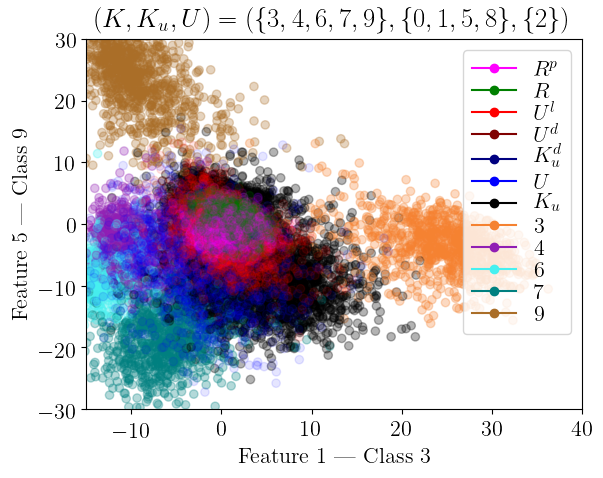 (K, K_u, U) = ({3, 4, 6, 7, 9}, {0, 1, 5, 8}, {2})
30
20
10
0
−10
−20
−30
Feature 5 — Class 9
−10
0
10
20
30
40
Feature 1 — Class 3
R^p
R
U^l
U^d
K_u^d
U
K_u
3
4
6
7
9